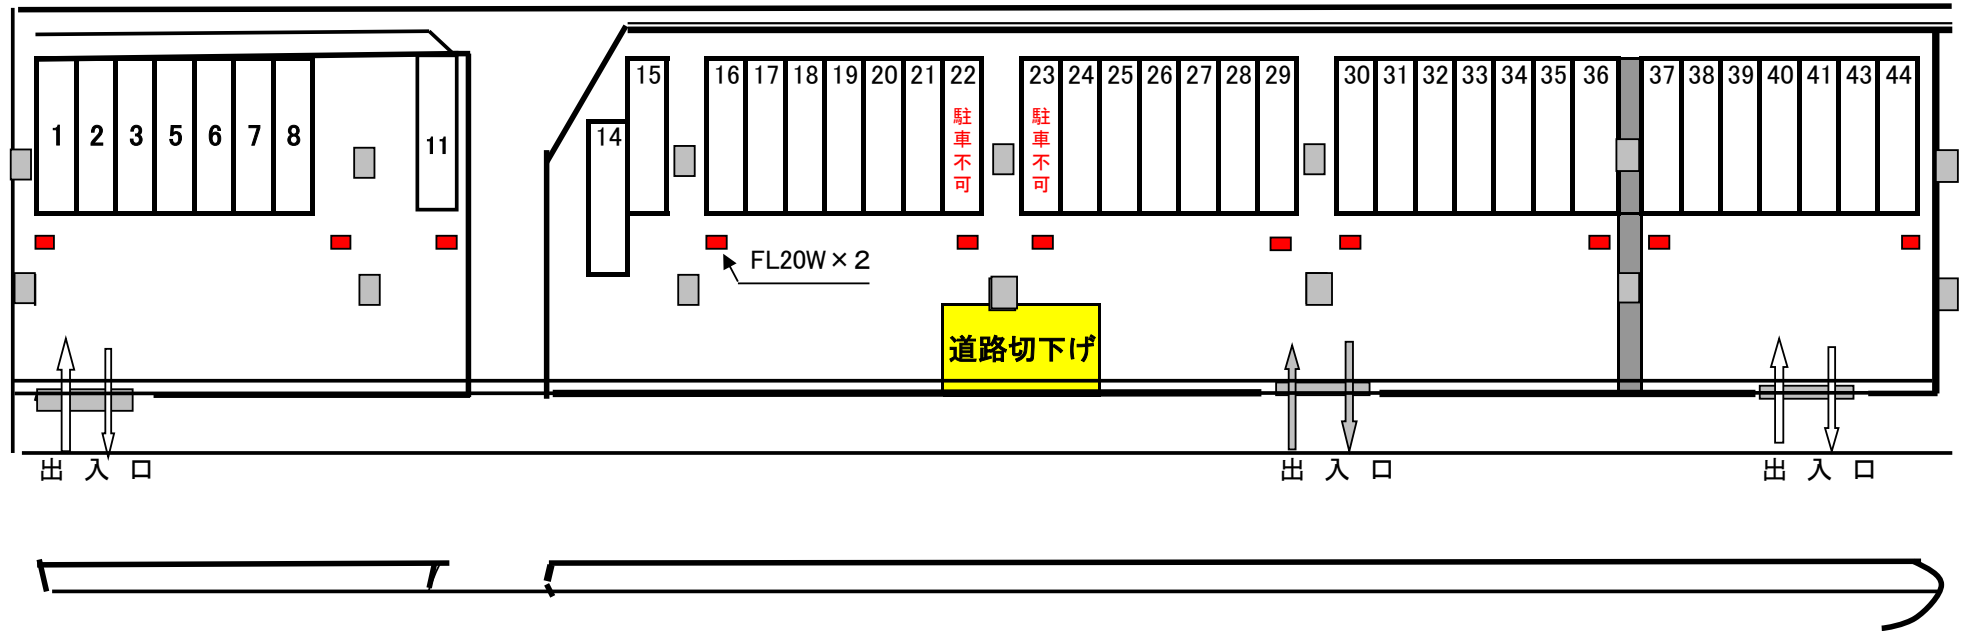 1 2 3 5 6 7 8
11
14
15
16 17 18 19 20 21 22
駐車不可
23 24 25 26 27 28 29
駐車不可
30 31 32 33 34 35 36
37 38 39 40 41 43 44
FL20W×2
道路切下げ
出 入 口
出 入 口
出 入 口